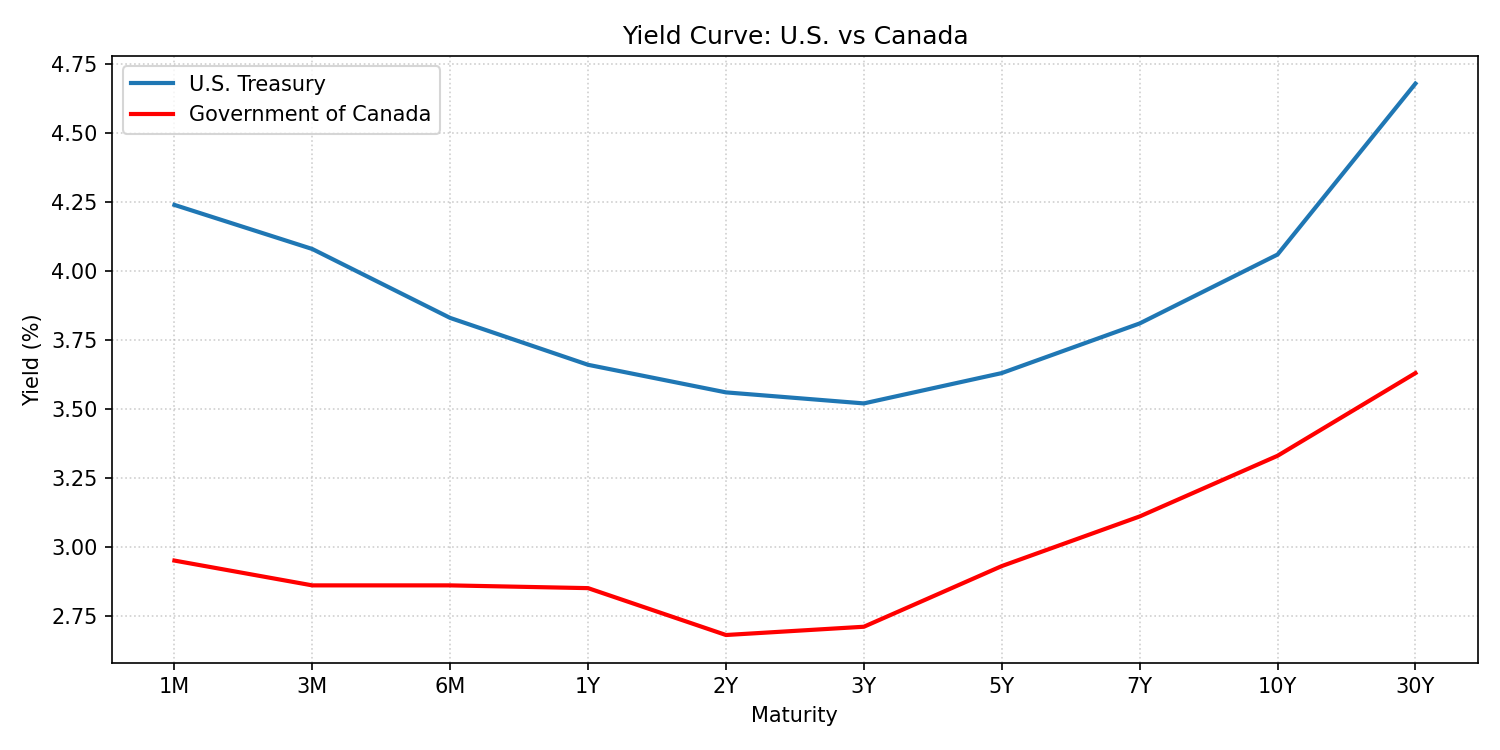 Yield Curve: U.S. vs Canada
U.S. Treasury
Government of Canada
Yield (%)
4.75
4.50
4.25
4.00
3.75
3.50
3.25
3.00
2.75
1M 3M 6M 1Y 2Y 3Y 5Y 7Y 10Y 30Y
Maturity